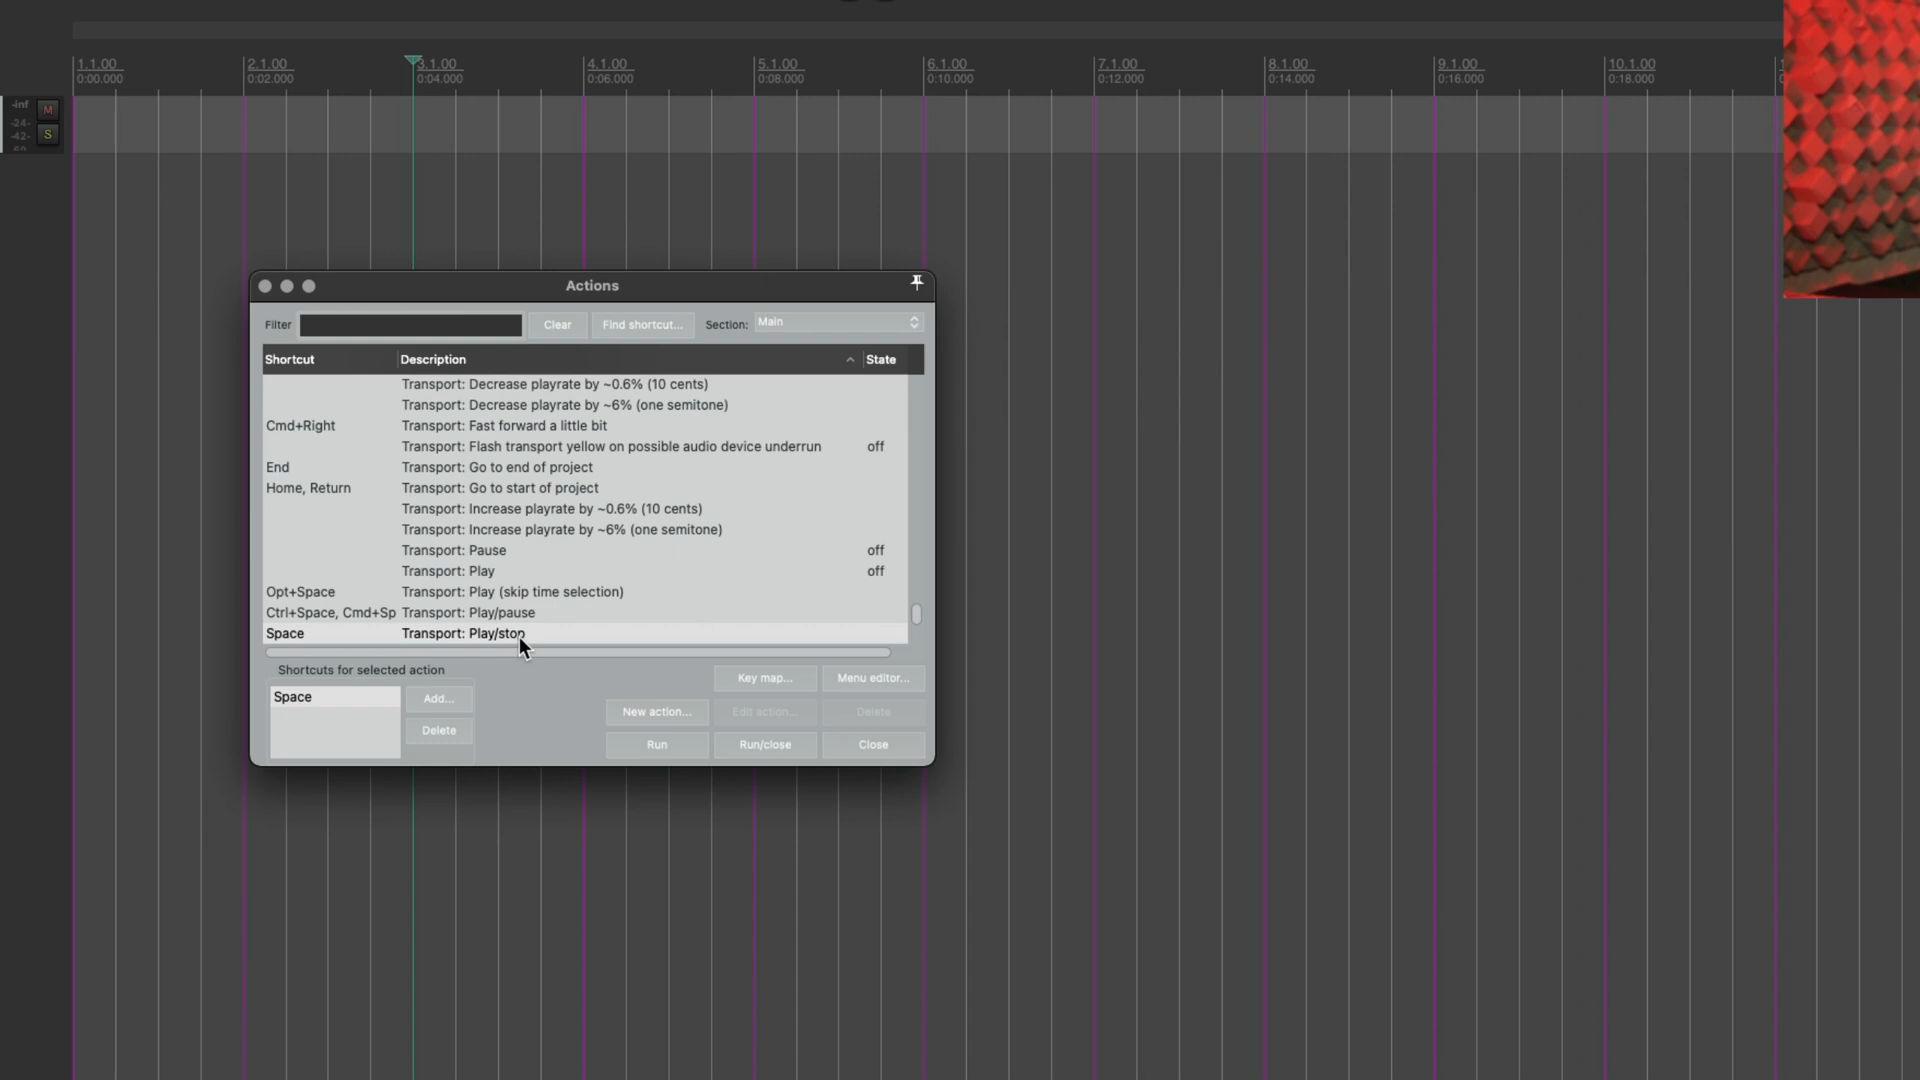 1.1.00 2.1.00 3.1.00 4.1.00 5.1.00 6.1.00 7.1.00 8.1.00 9.1.00 10.1.00
0:00.000 0:02.000 0:04.000 0:06.000 0:08.000 0:10.000 0:12.000 0:14.000 0:16.000 0:18.000
-inf M
-24-
-42- S
Actions
Filter Clear Find shortcut... Section: Main
Shortcut Description State
Transport: Decrease playrate by ~0.6% (10 cents)
Transport: Decrease playrate by ~6% (one semitone)
Cmd+Right Transport: Fast forward a little bit
Transport: Flash transport yellow on possible audio device underrun off
End Transport: Go to end of project
Home, Return Transport: Go to start of project
Transport: Increase playrate by ~0.6% (10 cents)
Transport: Increase playrate by ~6% (one semitone)
Transport: Pause off
Transport: Play off
Opt+Space Transport: Play (skip time selection)
Ctrl+Space, Cmd+Sp Transport: Play/pause
Space Transport: Play/stop
Shortcuts for selected action
Key map... Menu editor...
Space Add...
New action... Edit action... Delete
Delete
Run Run/close Close